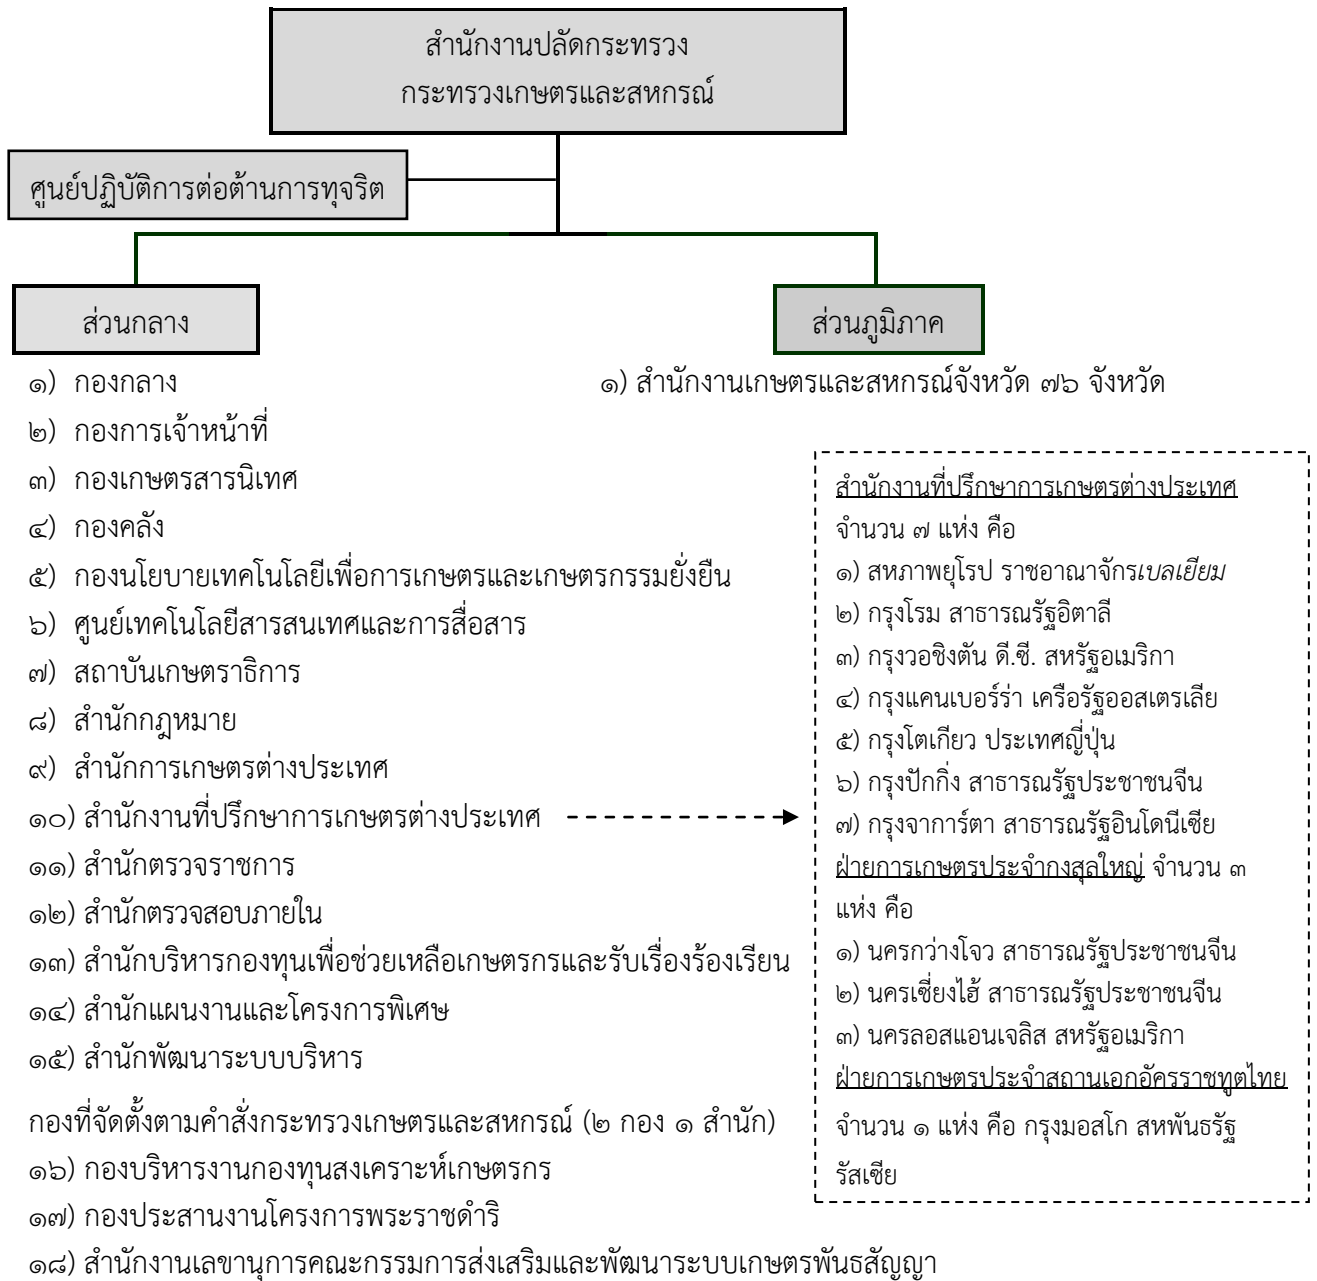 สำนักงานปลัดกระทรวง
กระทรวงเกษตรและสหกรณ์
ศูนย์ปฏิบัติการต่อต้านการทุจริต
ส่วนกลาง
๑) กองกลาง
๒) กองการเจ้าหน้าที่
๓) กองเกษตรสารนิเทศ
๔) กองคลัง
๕) กองนโยบายเทคโนโลยีเพื่อการเกษตรและเกษตรกรรมยั่งยืน
๖) ศูนย์เทคโนโลยีสารสนเทศและการสื่อสาร
๗) สถาบันเกษตราธิการ
๘) สำนักกฎหมาย
๙) สำนักการเกษตรต่างประเทศ
๑๐) สำนักงานที่ปรึกษาการเกษตรต่างประเทศ
๑๑) สำนักตรวจราชการ
๑๒) สำนักตรวจสอบภายใน
๑๓) สำนักบริหารกองทุนเพื่อช่วยเหลือเกษตรกรและรับเรื่องร้องเรียน
๑๔) สำนักแผนงานและโครงการพิเศษ
๑๕) สำนักพัฒนาระบบบริหาร
กองที่จัดตั้งตามคำสั่งกระทรวงเกษตรและสหกรณ์ (๒ กอง ๑ สำนัก)
๑๖) กองบริหารงานกองทุนสงเคราะห์เกษตรกร
๑๗) กองประสานงานโครงการพระราชดำริ
๑๘) สำนักงานเลขานุการคณะกรรมการส่งเสริมและพัฒนาระบบเกษตรพันธสัญญา
ส่วนภูมิภาค
๑) สำนักงานเกษตรและสหกรณ์จังหวัด ๗๖ จังหวัด
สำนักงานที่ปรึกษาการเกษตรต่างประเทศ
จำนวน ๗ แห่ง คือ
๑) สหภาพยุโรป ราชอาณาจักรเบลเยียม
๒) กรุงโรม สาธารณรัฐอิตาลี
๓) กรุงวอชิงตัน ดี.ซี. สหรัฐอเมริกา
๔) กรุงแคนเบอร์ร่า เครือรัฐออสเตรเลีย
๕) กรุงโตเกียว ประเทศญี่ปุ่น
๖) กรุงปักกิ่ง สาธารณรัฐประชาชนจีน
๗) กรุงจาการ์ตา สาธารณรัฐอินโดนีเซีย
ฝ่ายการเกษตรประจำกงสุลใหญ่ จำนวน ๓
แห่ง คือ
๑) นครกว่างโจว สาธารณรัฐประชาชนจีน
๒) นครเซี่ยงไฮ้ สาธารณรัฐประชาชนจีน
๓) นครลอสแอนเจลิส สหรัฐอเมริกา
ฝ่ายการเกษตรประจำสถานเอกอัครราชทูตไทย
จำนวน ๑ แห่ง คือ กรุงมอสโก สหพันธรัฐ
รัสเซีย